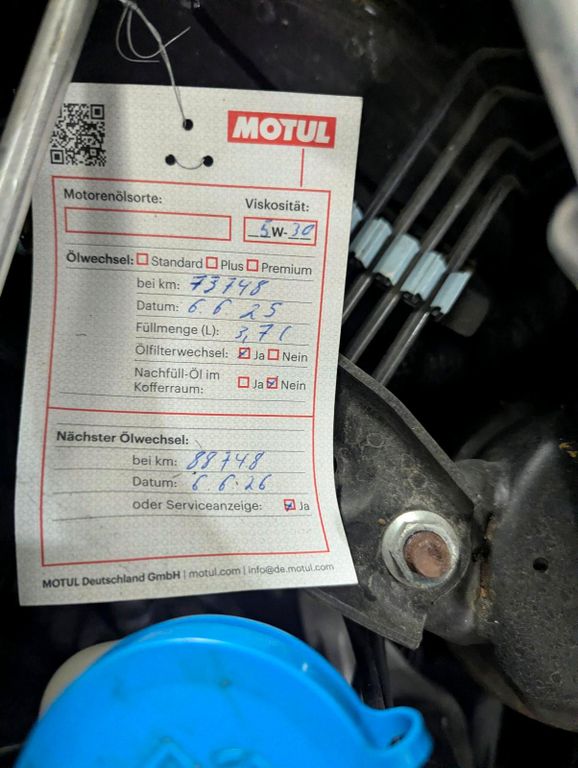 MOTUL
Motorenölsorte: Viskosität:
5W-30
Ölwechsel: Standard Plus Premium
bei km: 73748
Datum: 6.6.25
Füllmenge (L): 3,7l
Ölfilterwechsel: Ja Nein
Nachfüll-Öl im
Kofferraum: Ja Nein
Nächster Ölwechsel:
bei km: 88748
Datum: 6.6.26
oder Serviceanzeige: Ja
MOTUL Deutschland GmbH | motul.com | info@de.motul.com